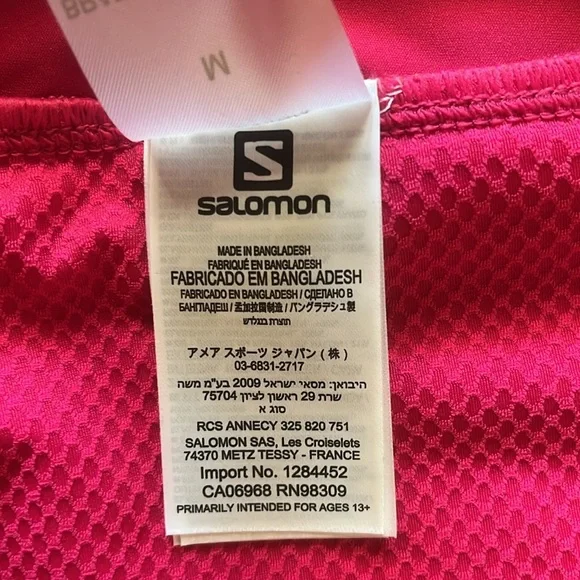 M
S
SALOMON
MADE IN BANGLADESH
FABRIQUÉ EN BANGLADESH
FABRICADO EM BANGLADESH
FABRICADO EN BANGLADESH / СДЕЛАНО В
БАНГЛАДЕШ / 孟加拉国制造 / バングラデシュ製
תוצרת בנגלדש
アメア スポーツ ジャパン (株)
03-6831-2717
היבואן: מסאי ישראל 2009 בע"מ משה
שרת 29 ראשון לציון 75704
סוג א
RCS ANNECY 325 820 751
SALOMON SAS, Les Croiselets
74370 METZ TESSY - FRANCE
Import No. 1284452
CA06968 RN98309
PRIMARILY INTENDED FOR AGES 13+